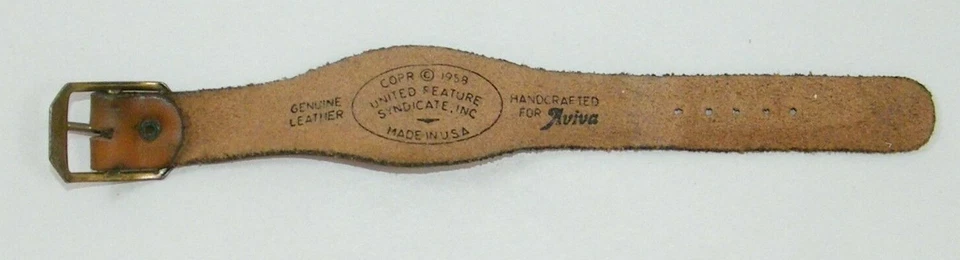 GENUINE
LEATHER
COPR © 1958
UNITED FEATURE
SYNDICATE, INC
MADE IN U.S.A
HANDCRAFTED
FOR Aviva